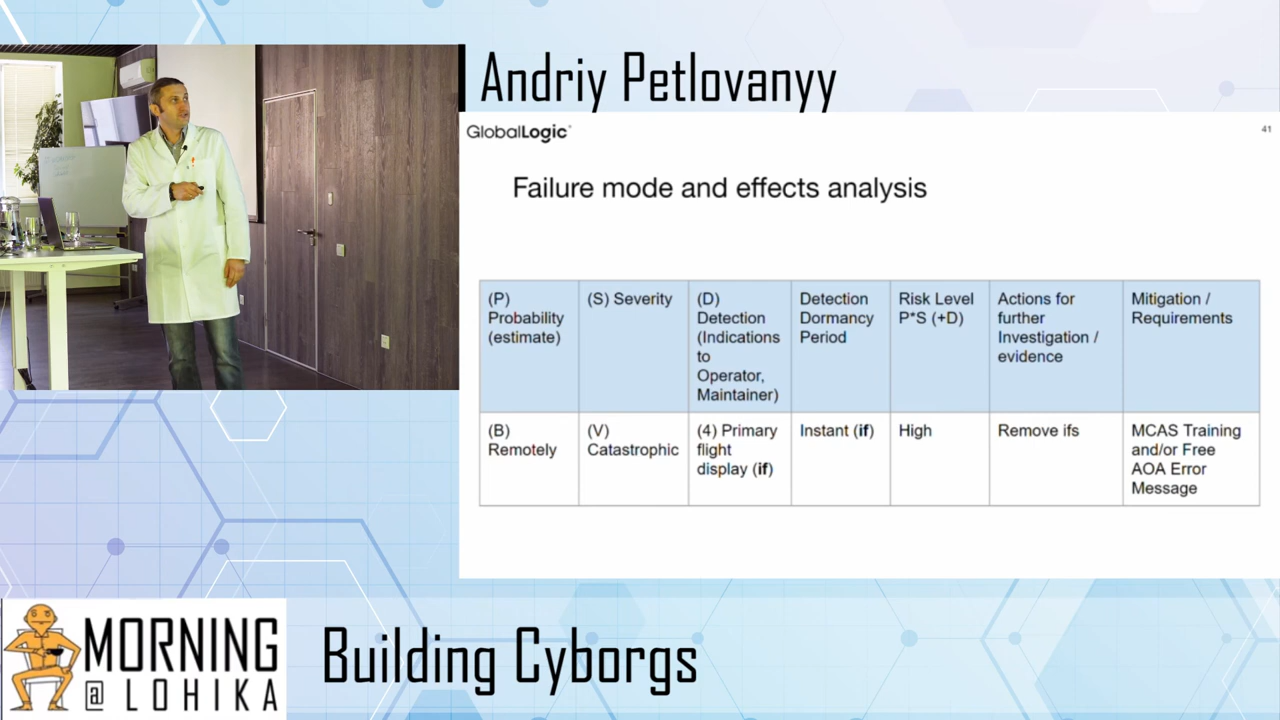 Andriy Petlovanyy
GlobalLogic
41
Failure mode and effects analysis
(P)
Probability
(estimate)
(S) Severity
(D)
Detection
(Indications
to
Operator,
Maintainer)
Detection
Dormancy
Period
Risk Level
P*S (+D)
Actions for
further
Investigation /
evidence
Mitigation /
Requirements
(B)
Remotely
(V)
Catastrophic
(4) Primary
flight
display (if)
Instant (if)
High
Remove ifs
MCAS Training
and/or Free
AOA Error
Message
MORNING
@ LOHIKA
Building Cyborgs